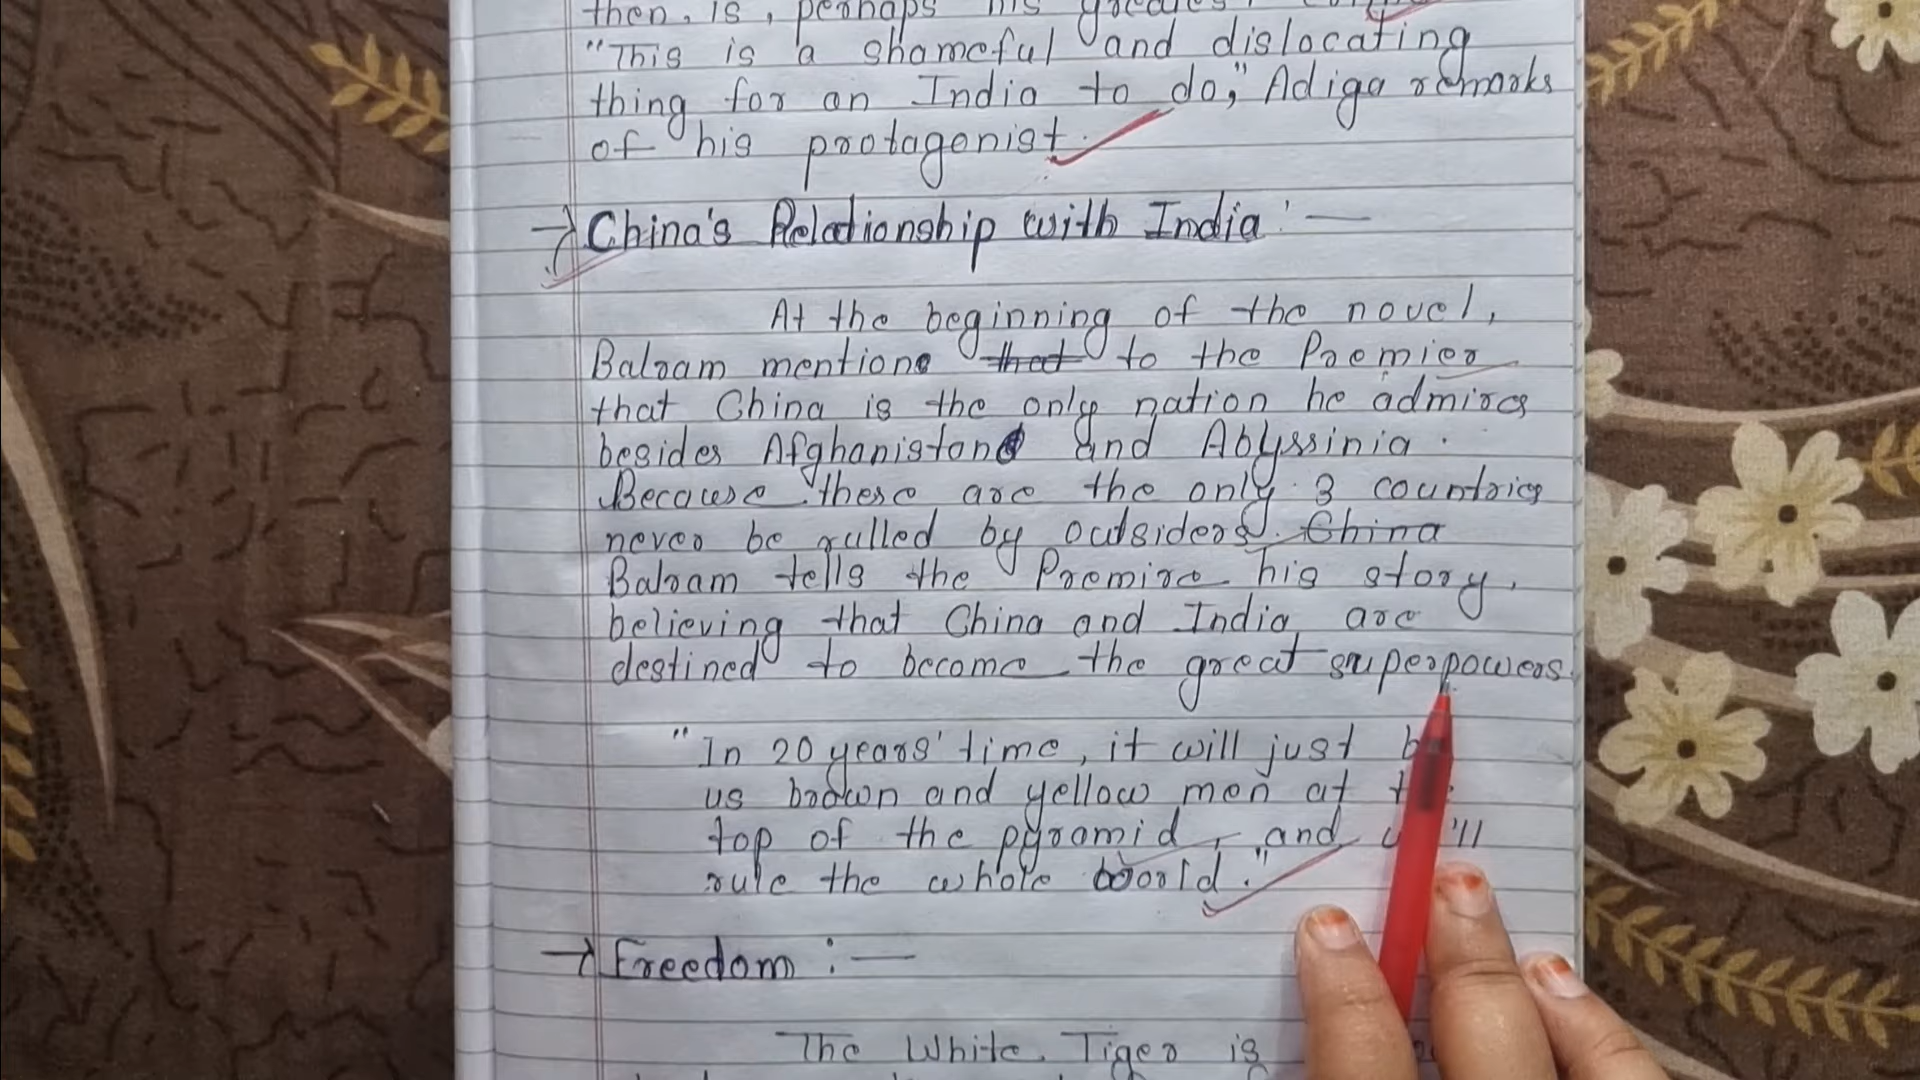 then, is, perhaps his
"This is a shameful and dislocating
thing for an India to do," Adiga remarks
of his protagonist.
→ China's Relationship with India :—
At the beginning of the novel,
Balram mentions that to the Premier
that China is the only nation he admires
besides Afghanistan and Abyssinia.
Because these are the only 3 countries
never be rulled by outsiders. China
Balram tells the Premire his story,
believing that China and India are
destined to become the great superpowers.
"In 20 years' time, it will just
us brown and yellow men at
top of the pyramid, and
rule the whole world."
→ Freedom :—
The White Tiger is